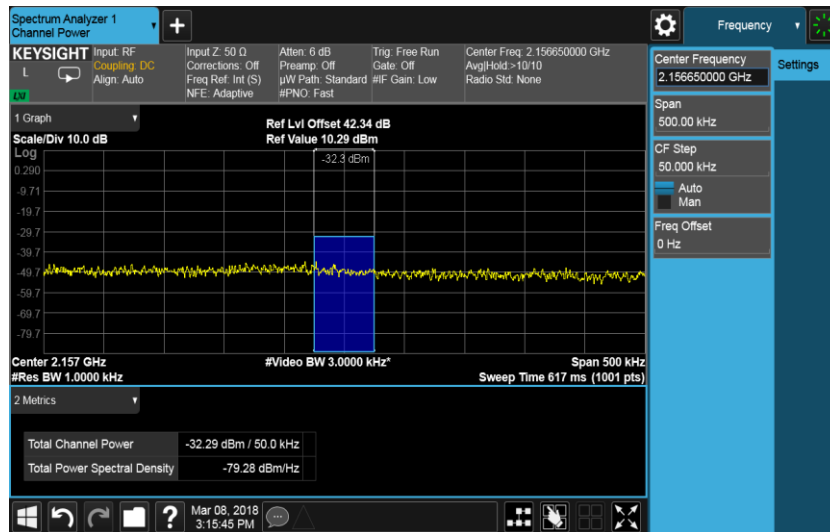 Spectrum Analyzer 1
Channel Power
+
Frequency
KEYSIGHT
L
LXI
Input: RF
Coupling: DC
Align: Auto
Input Z: 50 Ω
Corrections: Off
Freq Ref: Int (S)
NFE: Adaptive
Atten: 6 dB
Preamp: Off
µW Path: Standard
#PNO: Fast
Trig: Free Run
Gate: Off
#IF Gain: Low
Center Freq: 2.156650000 GHz
Avg|Hold:>10/10
Radio Std: None
Center Frequency
2.156650000 GHz
Settings
Span
500.00 kHz
CF Step
50.000 kHz
Auto
Man
Freq Offset
0 Hz
1 Graph
Scale/Div 10.0 dB
Ref Lvl Offset 42.34 dB
Ref Value 10.29 dBm
Log
-32.3 dBm
0.290
-9.71
-19.7
-29.7
-39.7
-49.7
-59.7
-69.7
-79.7
Center 2.157 GHz
#Video BW 3.0000 kHz*
Span 500 kHz
#Res BW 1.0000 kHz
Sweep Time 617 ms (1001 pts)
2 Metrics
Total Channel Power -32.29 dBm / 50.0 kHz
Total Power Spectral Density -79.28 dBm/Hz
?
Mar 08, 2018
3:15:45 PM